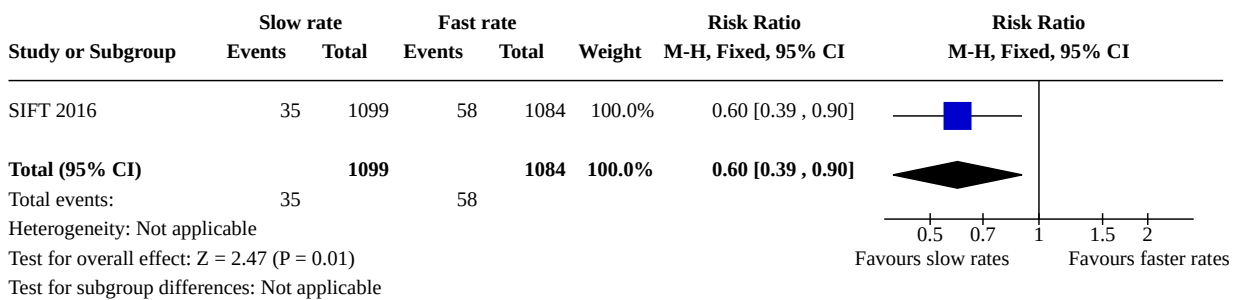 Slow rate Fast rate Risk Ratio Risk Ratio
Study or Subgroup Events Total Events Total Weight M-H, Fixed, 95% CI M-H, Fixed, 95% CI
SIFT 2016 35 1099 58 1084 100.0% 0.60 [0.39 , 0.90]
Total (95% CI) 1099 1084 100.0% 0.60 [0.39 , 0.90]
Total events: 35 58
Heterogeneity: Not applicable
0.5 0.7 1 1.5 2
Test for overall effect: Z = 2.47 (P = 0.01) Favours slow rates Favours faster rates
Test for subgroup differences: Not applicable